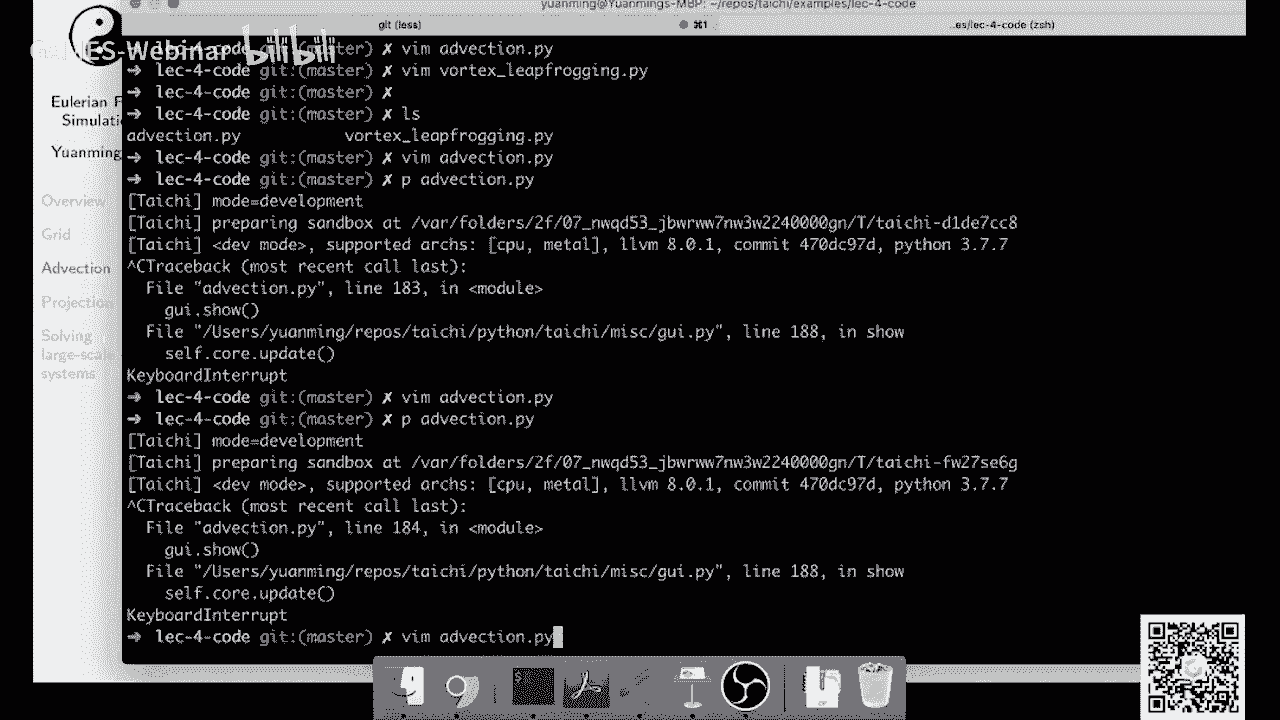 yuanming@Yuanmings-MBP: ~/repos/taichi/examples/lec-4-code
git (less)
⌘1
..es/lec-4-code (zsh)
GAMES-Webinar bilibili
Eulerian F
Simulatio
Yuanming
Overview
Grid
Advection
Projection
Solving
large-scale
systems
➜ lec-4-code git:(master) ✗ vim advection.py
➜ lec-4-code git:(master) ✗ vim vortex_leapfrogging.py
➜ lec-4-code git:(master) ✗
➜ lec-4-code git:(master) ✗ ls
advection.py vortex_leapfrogging.py
➜ lec-4-code git:(master) ✗ vim advection.py
➜ lec-4-code git:(master) ✗ p advection.py
[Taichi] mode=development
[Taichi] preparing sandbox at /var/folders/2f/07_nwqd53_jbwrww7nw3w2240000gn/T/taichi-d1de7cc8
[Taichi] <dev mode>, supported archs: [cpu, metal], llvm 8.0.1, commit 470dc97d, python 3.7.7
^CTraceback (most recent call last):
File "advection.py", line 183, in <module>
gui.show()
File "/Users/yuanming/repos/taichi/python/taichi/misc/gui.py", line 188, in show
self.core.update()
KeyboardInterrupt
➜ lec-4-code git:(master) ✗ vim advection.py
➜ lec-4-code git:(master) ✗ p advection.py
[Taichi] mode=development
[Taichi] preparing sandbox at /var/folders/2f/07_nwqd53_jbwrww7nw3w2240000gn/T/taichi-fw27se6g
[Taichi] <dev mode>, supported archs: [cpu, metal], llvm 8.0.1, commit 470dc97d, python 3.7.7
^CTraceback (most recent call last):
File "advection.py", line 184, in <module>
gui.show()
File "/Users/yuanming/repos/taichi/python/taichi/misc/gui.py", line 188, in show
self.core.update()
KeyboardInterrupt
➜ lec-4-code git:(master) ✗ vim advection.py